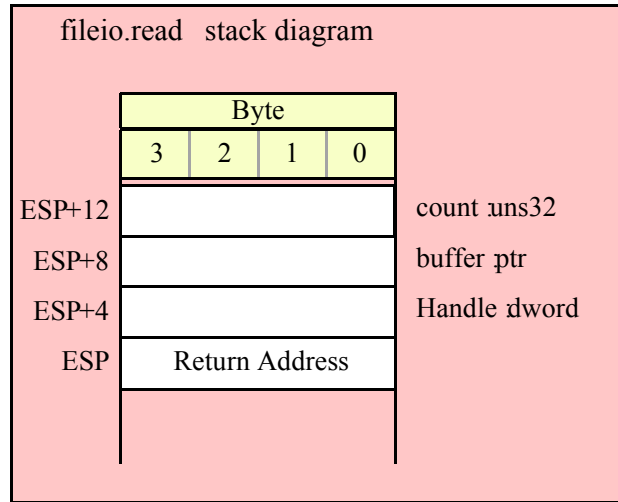 fileio.read stack diagram
Byte
3 2 1 0
ESP+12 count :uns32
ESP+8 buffer :ptr
ESP+4 Handle :dword
ESP Return Address